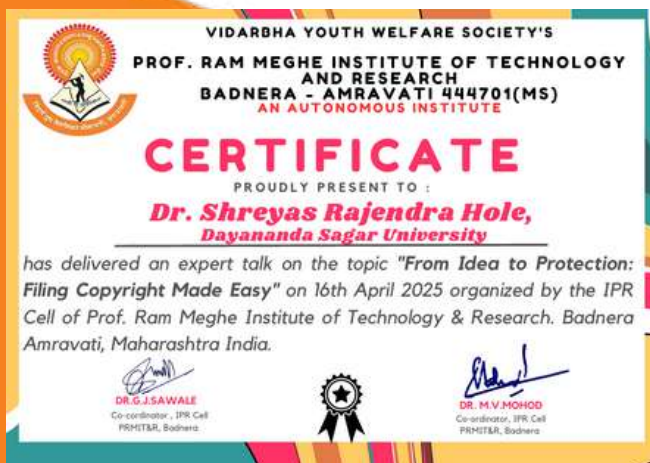 VIDARBHA YOUTH WELFARE SOCIETY'S
PROF. RAM MEGHE INSTITUTE OF TECHNOLOGY
AND RESEARCH
BADNERA - AMRAVATI 444701(MS)
AN AUTONOMOUS INSTITUTE
CERTIFICATE
PROUDLY PRESENT TO :
Dr. Shreyas Rajendra Hole,
Dayananda Sagar University
has delivered an expert talk on the topic "From Idea to Protection:
Filing Copyright Made Easy" on 16th April 2025 organized by the IPR
Cell of Prof. Ram Meghe Institute of Technology & Research. Badnera
Amravati, Maharashtra India.
DR.G.J.SAWALE
Co-ordinator , IPR Cell
PRMIT&R, Badnera
DR. M.V.MOHOD
Co-ordinator, IPR Cell
PRMIT&R, Badnera